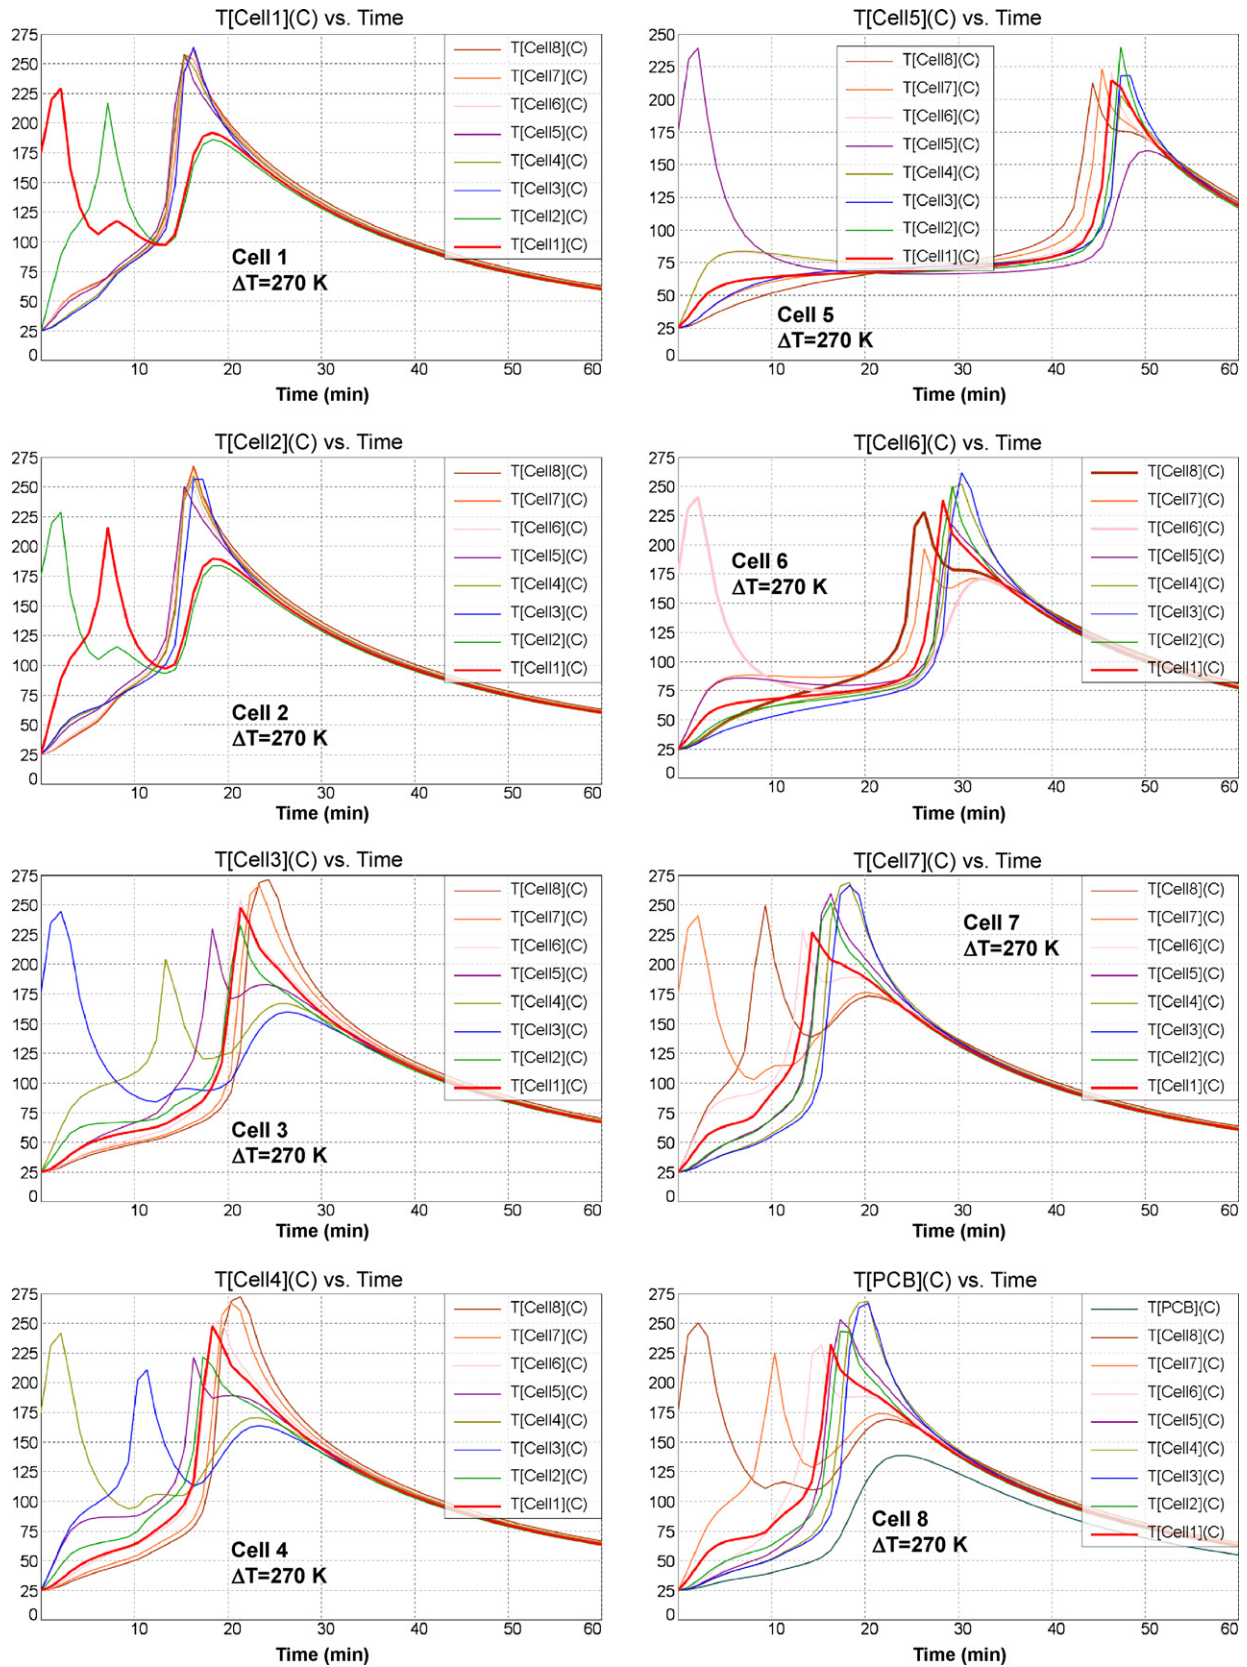 T[Cell1](C) vs. Time
275
250
225
200
175
150
125
100
75
50
25
0
T[Cell8](C)
T[Cell7](C)
T[Cell6](C)
T[Cell5](C)
T[Cell4](C)
T[Cell3](C)
T[Cell2](C)
T[Cell1](C)
Cell 1
ΔT=270 K
10 20 30 40 50 60
Time (min)
T[Cell5](C) vs. Time
250
225
200
175
150
125
100
75
50
25
0
T[Cell8](C)
T[Cell7](C)
T[Cell6](C)
T[Cell5](C)
T[Cell4](C)
T[Cell3](C)
T[Cell2](C)
T[Cell1](C)
Cell 5
ΔT=270 K
10 20 30 40 50 60
Time (min)
T[Cell2](C) vs. Time
275
250
225
200
175
150
125
100
75
50
25
0
T[Cell8](C)
T[Cell7](C)
T[Cell6](C)
T[Cell5](C)
T[Cell4](C)
T[Cell3](C)
T[Cell2](C)
T[Cell1](C)
Cell 2
ΔT=270 K
10 20 30 40 50 60
Time (min)
T[Cell6](C) vs. Time
275
250
225
200
175
150
125
100
75
50
25
0
T[Cell8](C)
T[Cell7](C)
T[Cell6](C)
T[Cell5](C)
T[Cell4](C)
T[Cell3](C)
T[Cell2](C)
T[Cell1](C)
Cell 6
ΔT=270 K
10 20 30 40 50 60
Time (min)
T[Cell3](C) vs. Time
275
250
225
200
175
150
125
100
75
50
25
0
T[Cell8](C)
T[Cell7](C)
T[Cell6](C)
T[Cell5](C)
T[Cell4](C)
T[Cell3](C)
T[Cell2](C)
T[Cell1](C)
Cell 3
ΔT=270 K
10 20 30 40 50 60
Time (min)
T[Cell7](C) vs. Time
275
250
225
200
175
150
125
100
75
50
25
0
T[Cell8](C)
T[Cell7](C)
T[Cell6](C)
T[Cell5](C)
T[Cell4](C)
T[Cell3](C)
T[Cell2](C)
T[Cell1](C)
Cell 7
ΔT=270 K
10 20 30 40 50 60
Time (min)
T[Cell4](C) vs. Time
275
250
225
200
175
150
125
100
75
50
25
0
T[Cell8](C)
T[Cell7](C)
T[Cell6](C)
T[Cell5](C)
T[Cell4](C)
T[Cell3](C)
T[Cell2](C)
T[Cell1](C)
Cell 4
ΔT=270 K
10 20 30 40 50 60
Time (min)
T[PCB](C) vs. Time
275
250
225
200
175
150
125
100
75
50
25
0
T[PCB](C)
T[Cell8](C)
T[Cell7](C)
T[Cell6](C)
T[Cell5](C)
T[Cell4](C)
T[Cell3](C)
T[Cell2](C)
T[Cell1](C)
Cell 8
ΔT=270 K
10 20 30 40 50 60
Time (min)